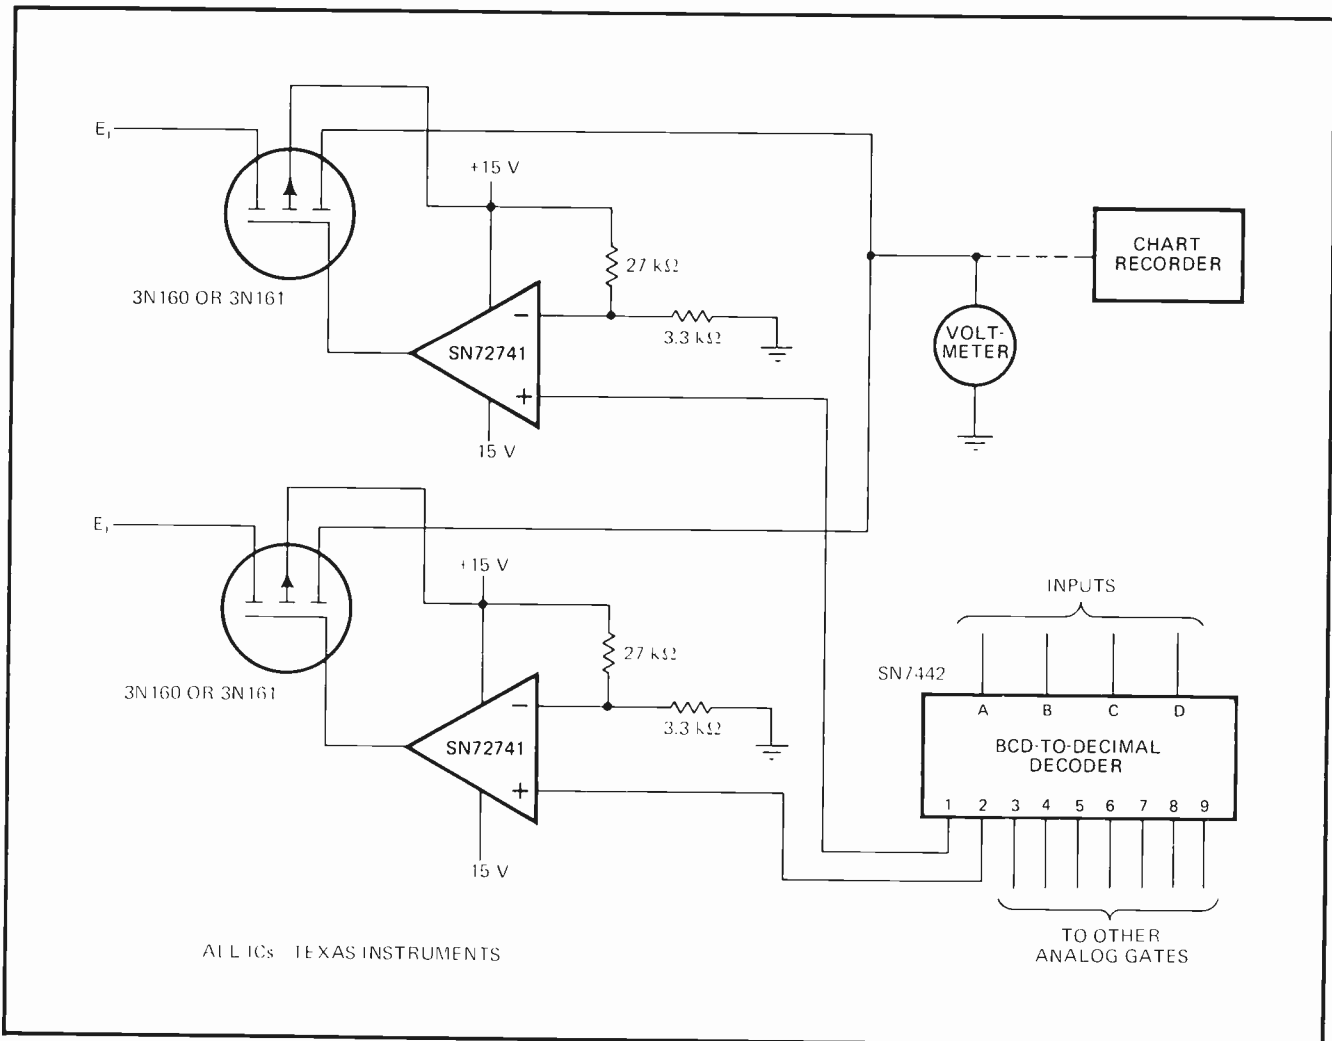 E₁
+15 V
27 kΩ
3.3 kΩ
3N160 OR 3N161
SN72741
−
+
15 V
CHART
RECORDER
VOLT-
METER
E₁
+15 V
27 kΩ
3.3 kΩ
3N160 OR 3N161
SN72741
−
+
15 V
INPUTS
SN7442
A B C D
BCD-TO-DECIMAL
DECODER
1 2 3 4 5 6 7 8 9
TO OTHER
ANALOG GATES
ALL ICs TEXAS INSTRUMENTS